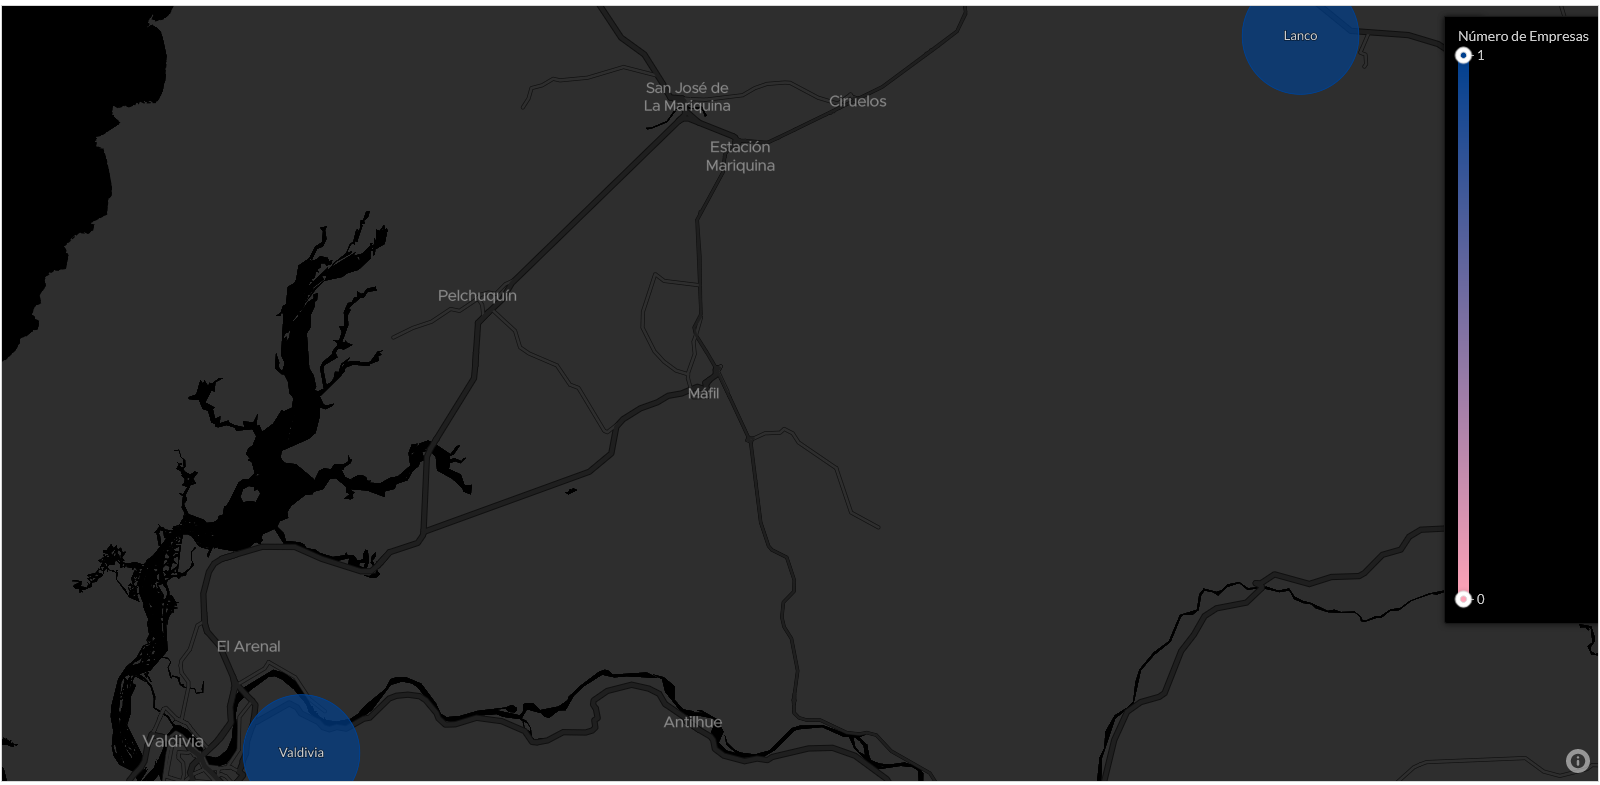 Lanco
Número de Empresas
1
San José de
La Mariquina
Ciruelos
Estación
Mariquina
Pelchuquín
Máfil
0
El Arenal
Antilhue
Valdivia
Valdivia